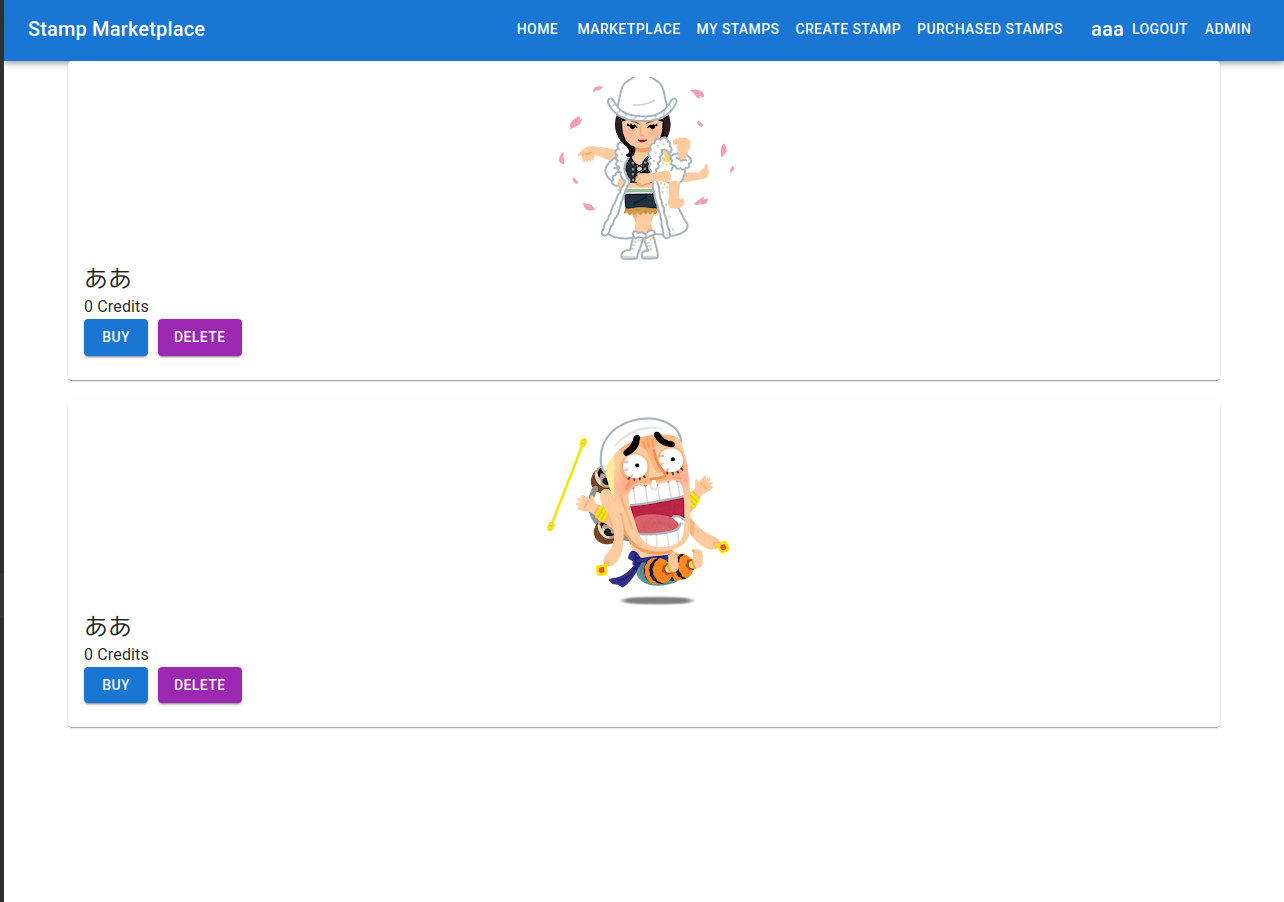 Stamp Marketplace HOME MARKETPLACE MY STAMPS CREATE STAMP PURCHASED STAMPS aaa LOGOUT ADMIN
ああ
0 Credits
BUY DELETE
ああ
0 Credits
BUY DELETE